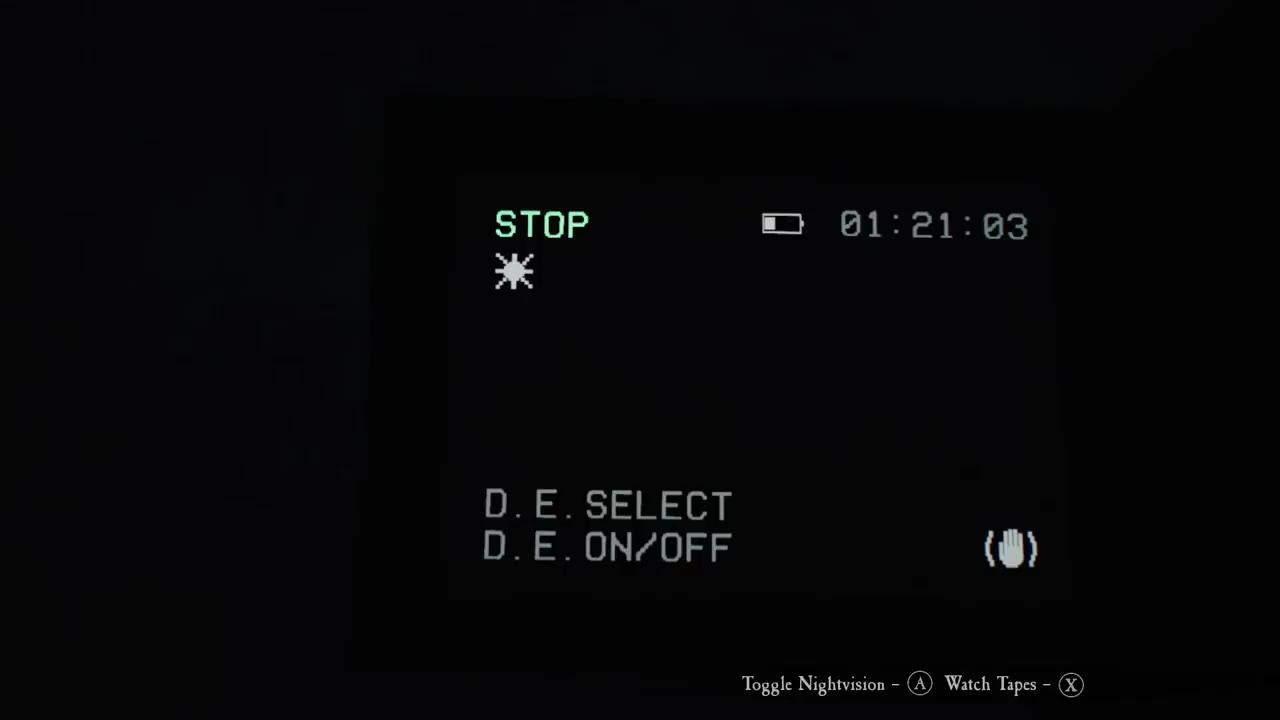 STOP 01:21:03
D.E.SELECT
D.E.ON/OFF
Toggle Nightvision - A Watch Tapes - X